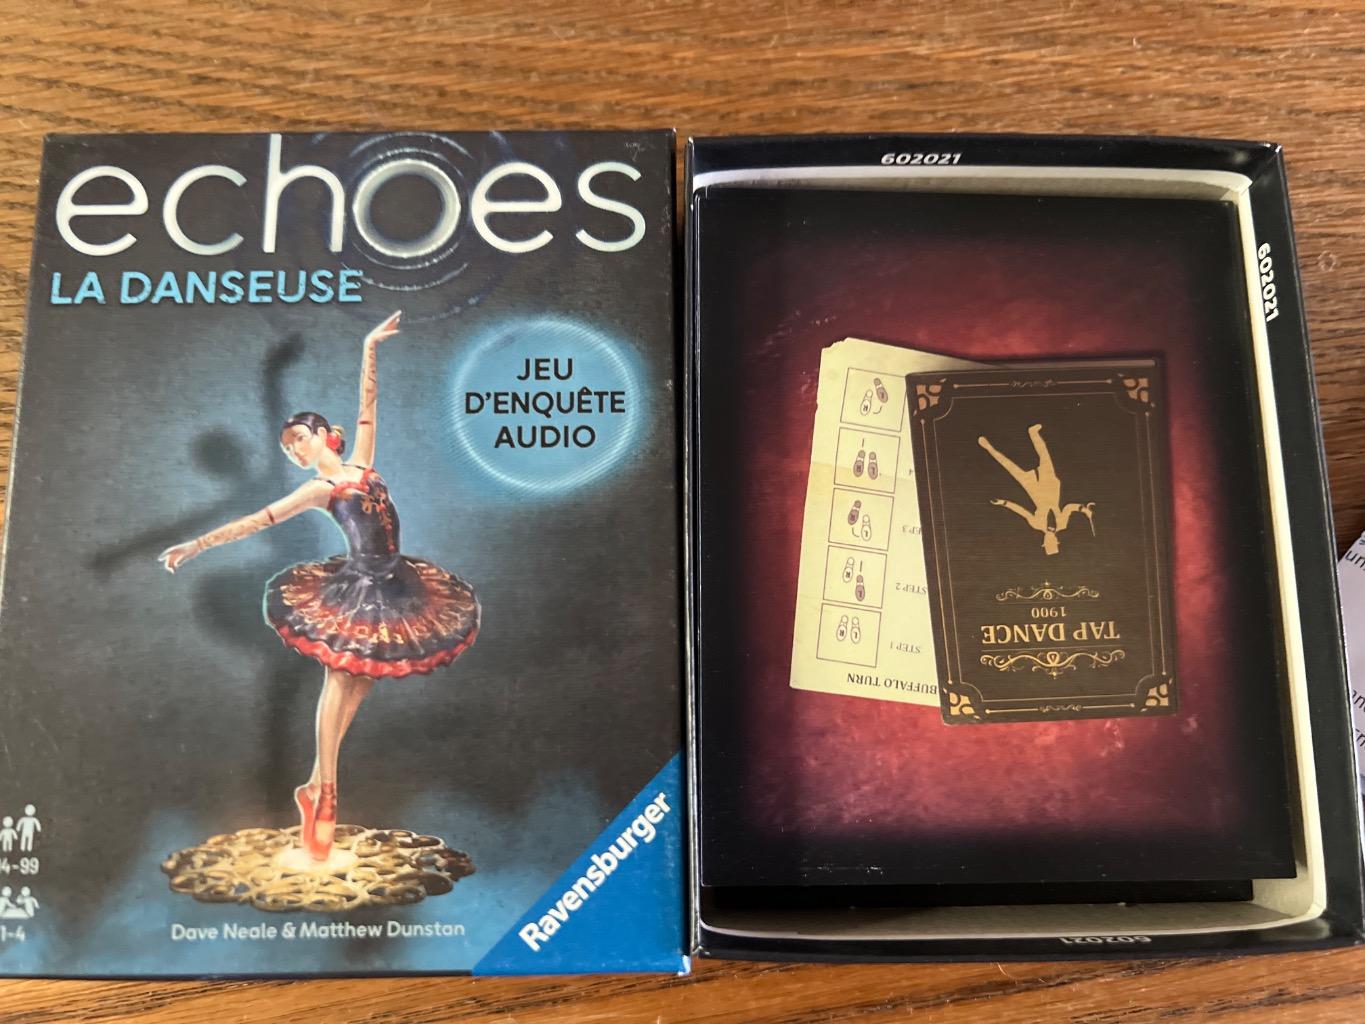 echoes
LA DANSEUSE
JEU
D'ENQUÊTE
AUDIO
14-99
1-4
Dave Neale & Matthew Dunstan
Ravensburger
602021
602021
602021
BUFFALO TURN
STEP 1
STEP 2
STEP 3
4
TAP DANCE
1900